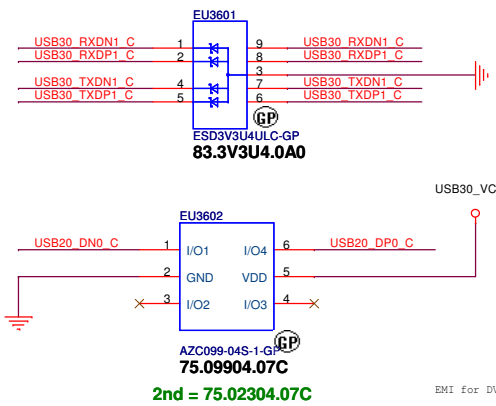 EU3601
USB30_RXDN1_C 1 9 USB30_RXDN1_C
USB30_RXDP1_C 2 8 USB30_RXDP1_C
3
USB30_TXDN1_C 4 7 USB30_TXDN1_C
USB30_TXDP1_C 5 6 USB30_TXDP1_C
GP
ESD3V3U4ULC-GP
83.3V3U4.0A0
USB30_VC
EU3602
USB20_DN0_C 1 I/O1 I/O4 6 USB20_DP0_C
2 GND VDD 5
3 I/O2 I/O3 4
GP
AZC099-04S-1-GP
75.09904.07C
2nd = 75.02304.07C
EMI for DV